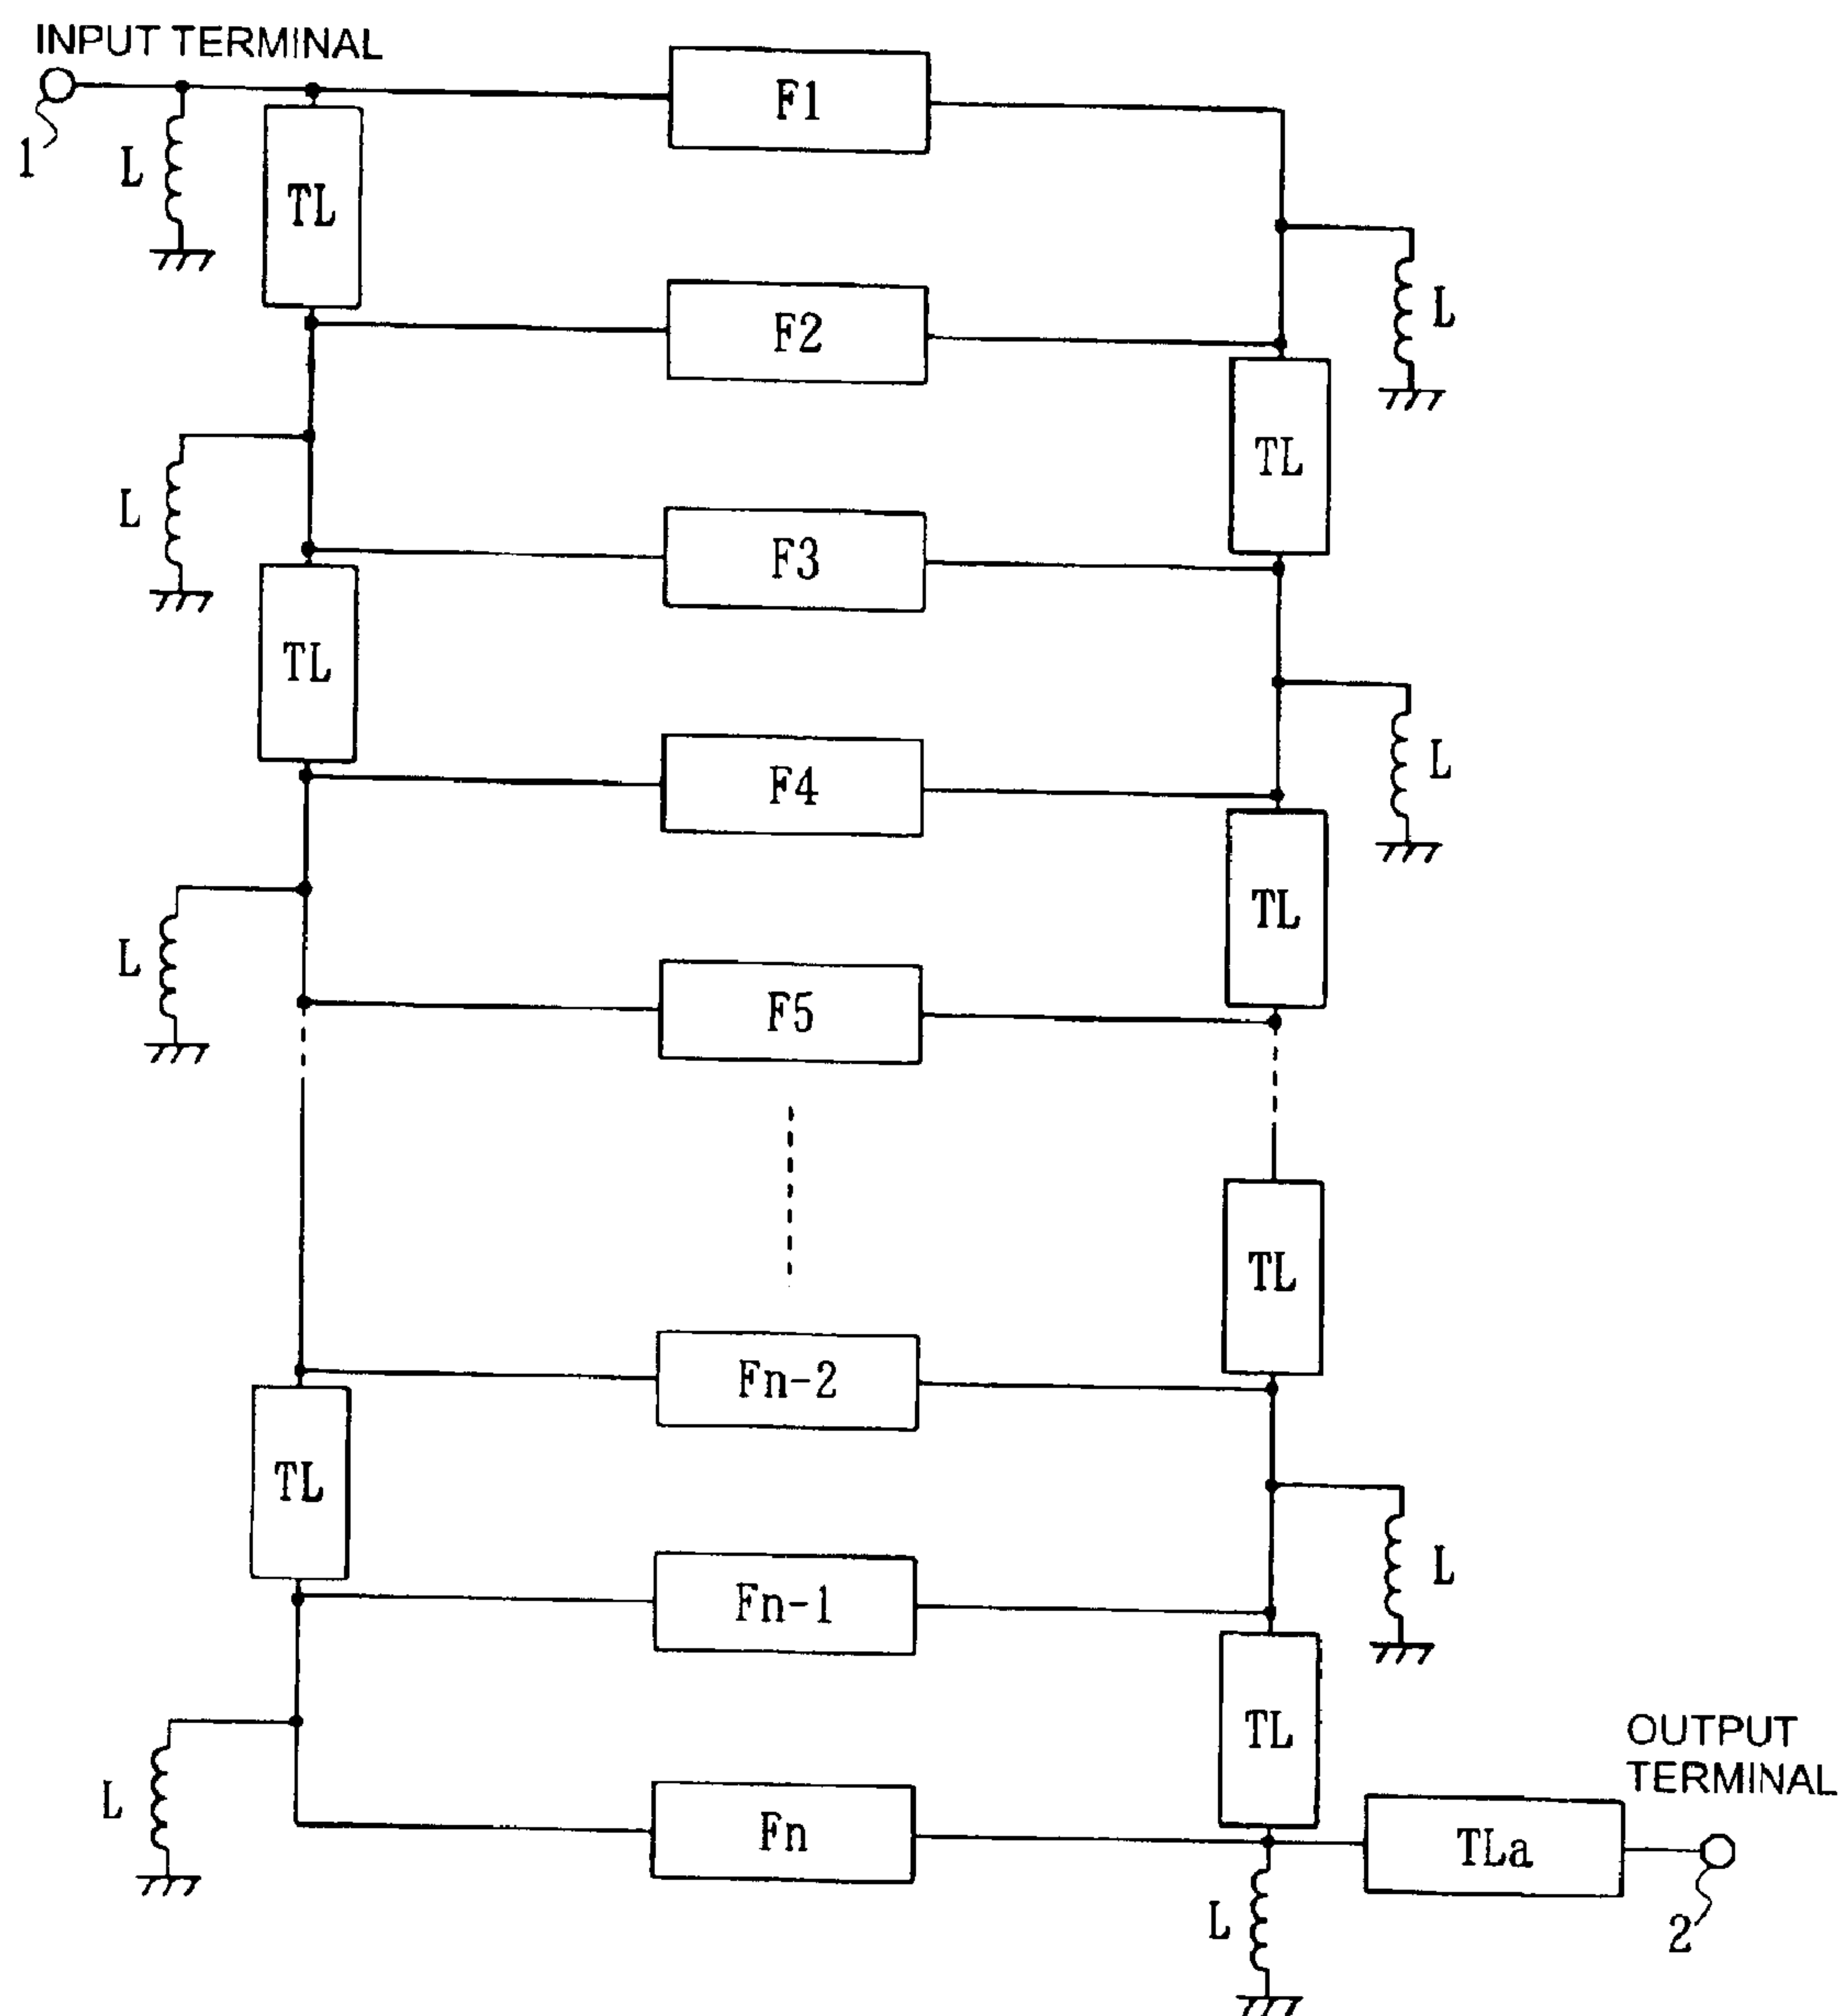 INPUT TERMINAL
1
L
TL
F1
L
F2
TL
L
F3
TL
L
F4
TL
L
F5
TL
Fn-2
TL
L
Fn-1
TL
L
Fn
OUTPUT
TERMINAL
TLa
L
2